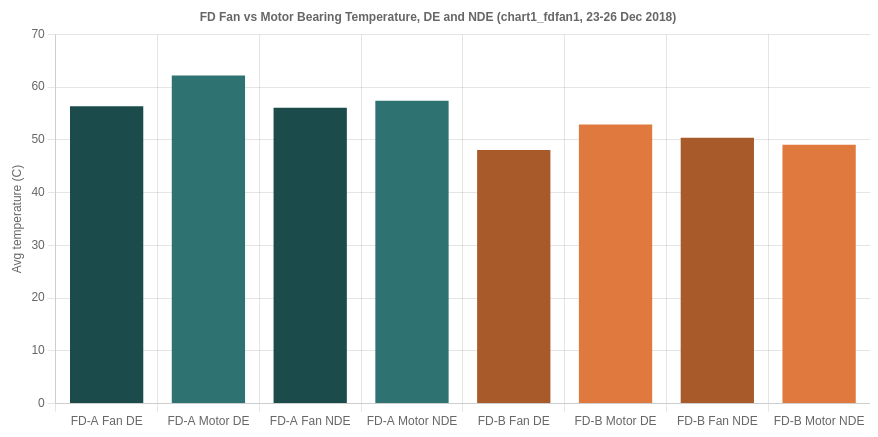 FD Fan vs Motor Bearing Temperature, DE and NDE (chart1_fdfan1, 23-26 Dec 2018)
Avg temperature (C)
70
60
50
40
30
20
10
0
FD-A Fan DE
FD-A Motor DE
FD-A Fan NDE
FD-A Motor NDE
FD-B Fan DE
FD-B Motor DE
FD-B Fan NDE
FD-B Motor NDE